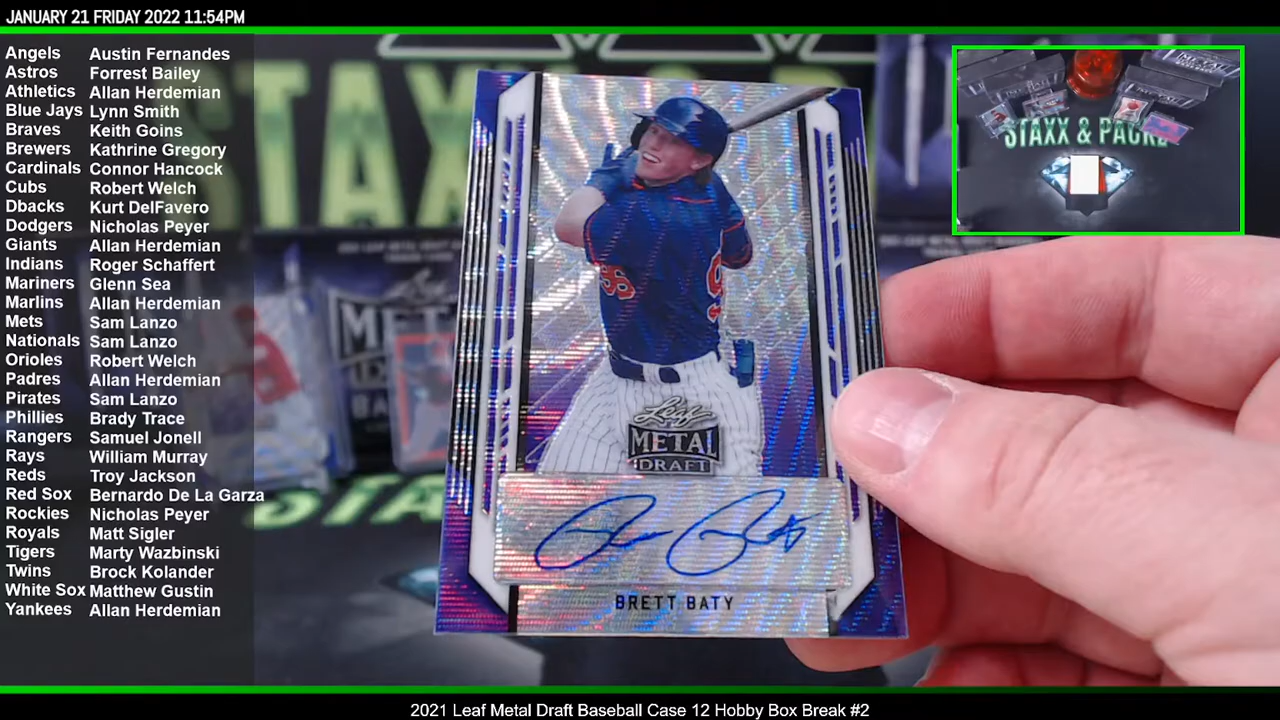 JANUARY 21 FRIDAY 2022 11:54PM
Angels Austin Fernandes
Astros Forrest Bailey
Athletics Allan Herdemian
Blue Jays Lynn Smith
Braves Keith Goins
Brewers Kathrine Gregory
Cardinals Connor Hancock
Cubs Robert Welch
Dbacks Kurt DelFavero
Dodgers Nicholas Peyer
Giants Allan Herdemian
Indians Roger Schaffert
Mariners Glenn Sea
Marlins Allan Herdemian
Mets Sam Lanzo
Nationals Sam Lanzo
Orioles Robert Welch
Padres Allan Herdemian
Pirates Sam Lanzo
Phillies Brady Trace
Rangers Samuel Jonell
Rays William Murray
Reds Troy Jackson
Red Sox Bernardo De La Garza
Rockies Nicholas Peyer
Royals Matt Sigler
Tigers Marty Wazbinski
Twins Brock Kolander
White Sox Matthew Gustin
Yankees Allan Herdemian
STAXX & PACK
Leaf
METAL
DRAFT
BRETT BATY
2021 Leaf Metal Draft Baseball Case 12 Hobby Box Break #2